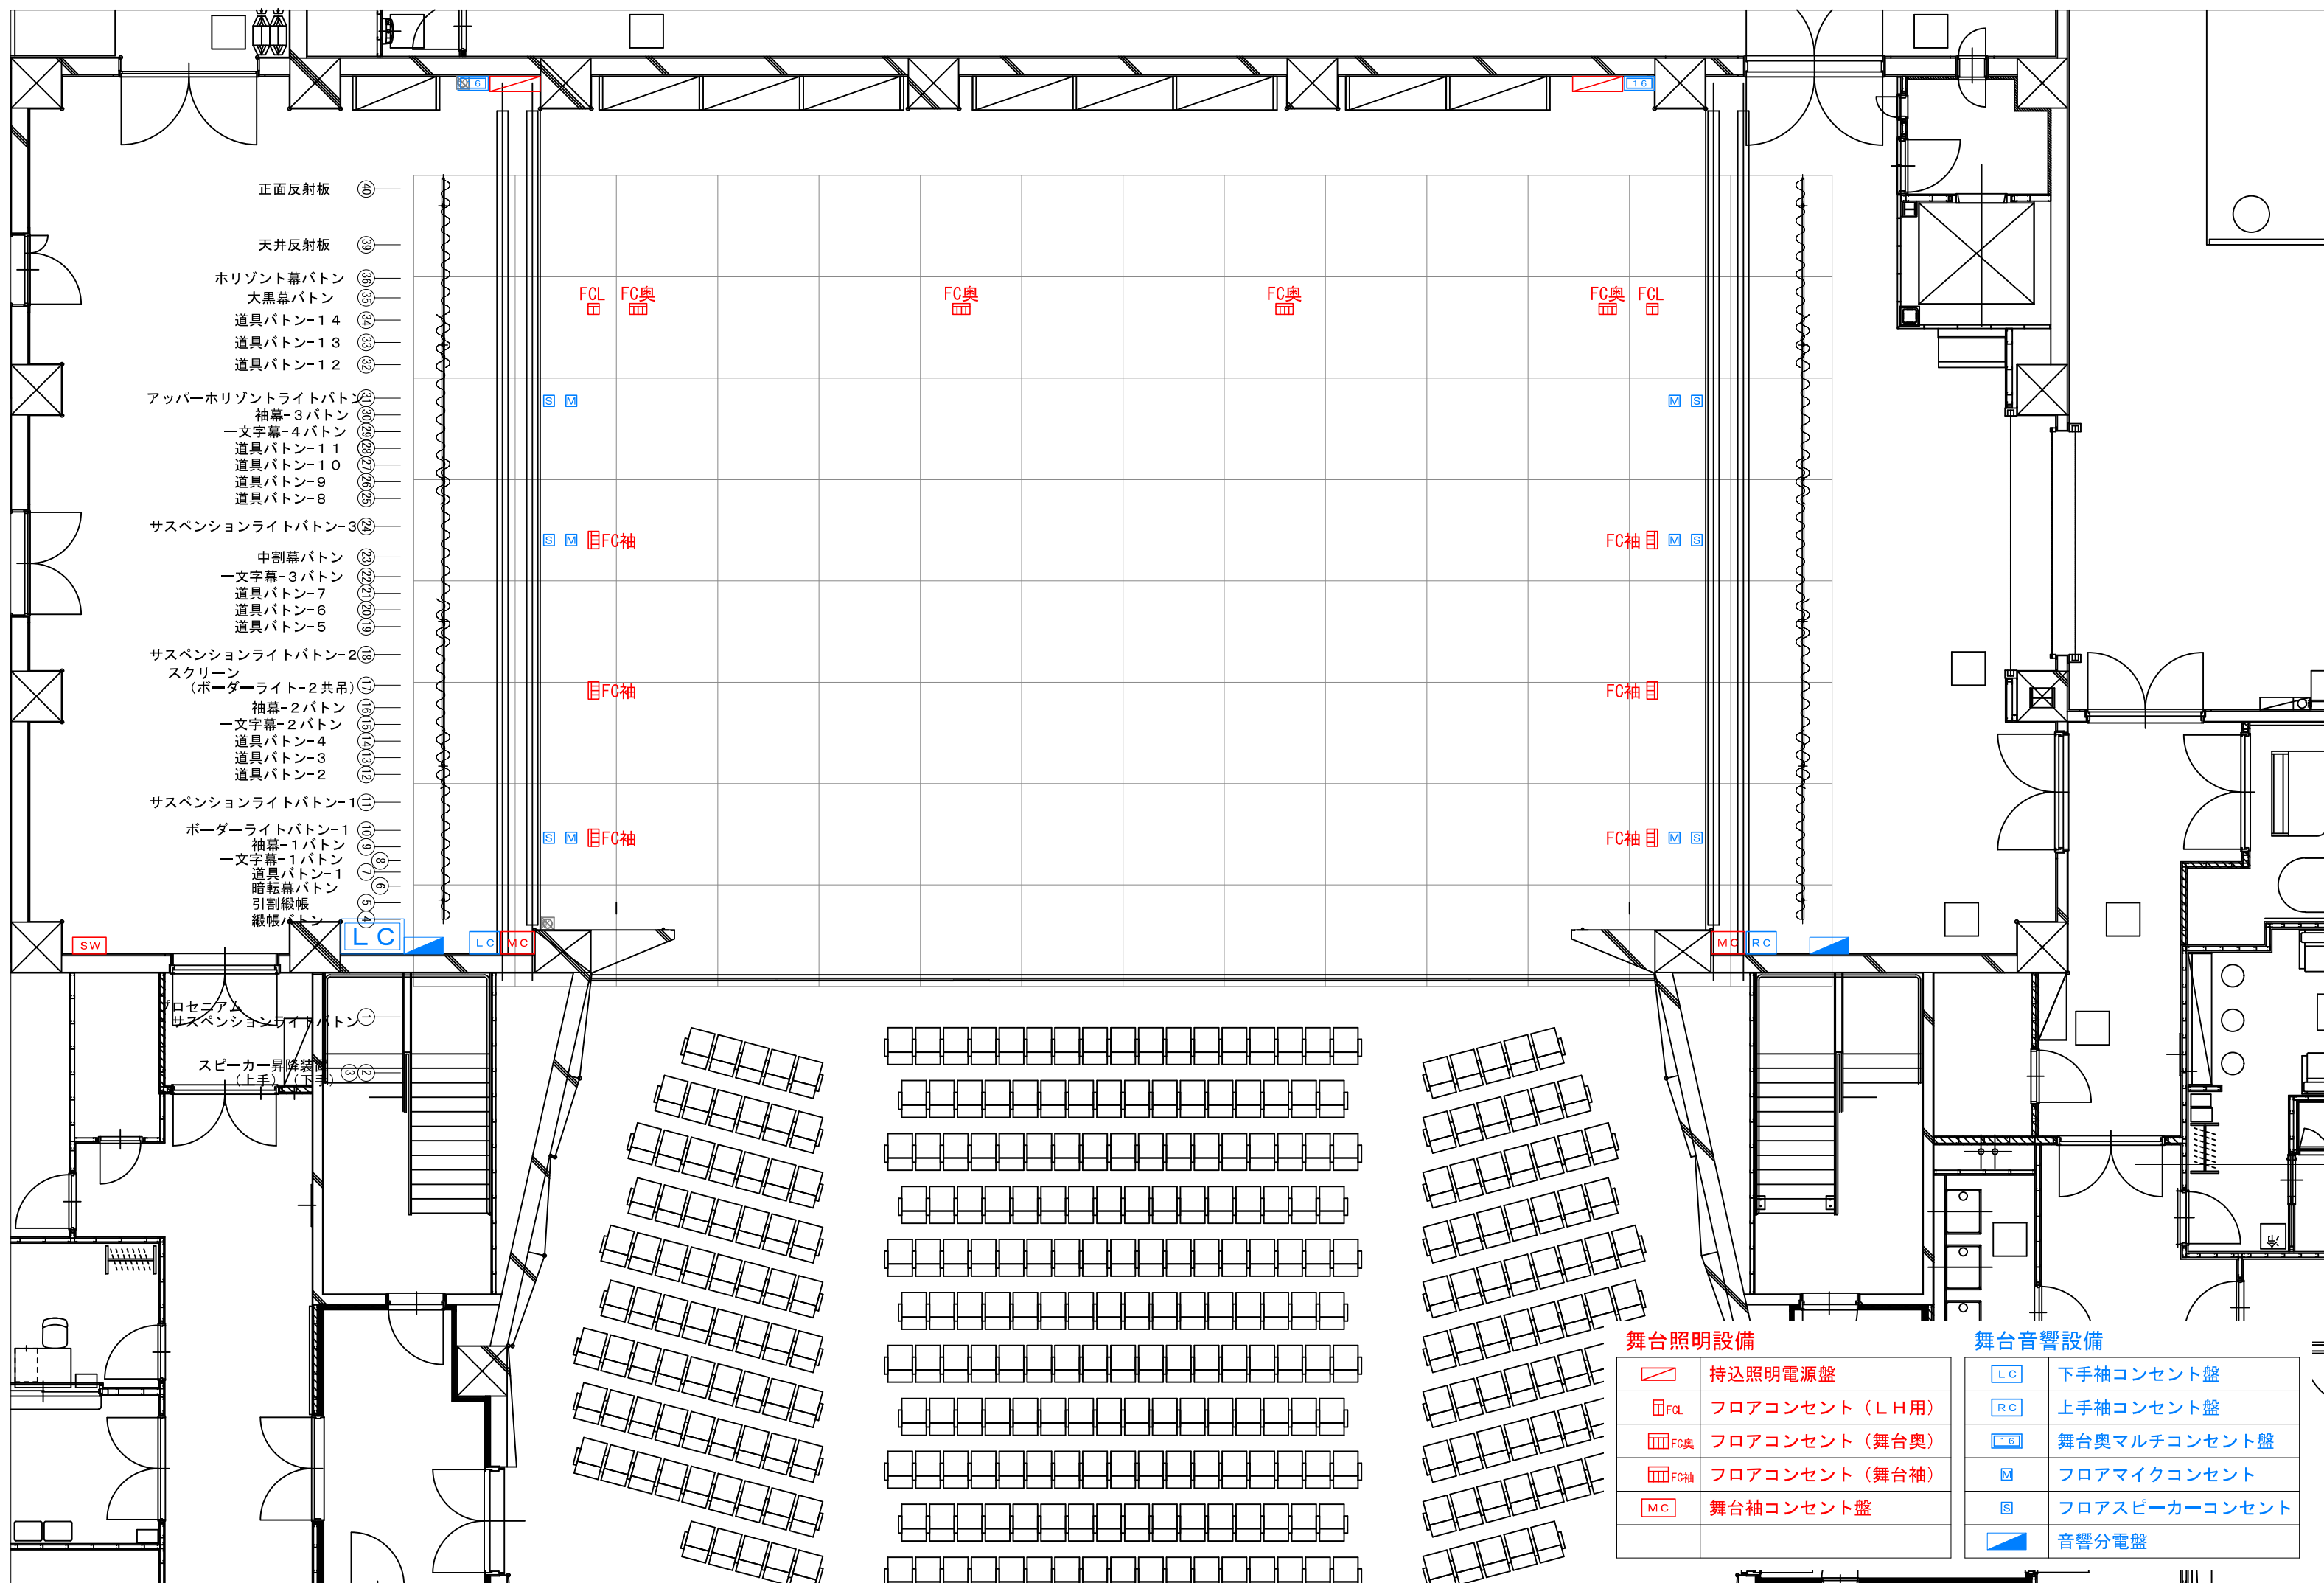 6
16
正面反射板 40
天井反射板 39
ホリゾント幕バトン 36
大黒幕バトン 35
道具バトン-14 34
道具バトン-13 33
道具バトン-12 32
アッパーホリゾントライトバトン 31
袖幕-3バトン 30
一文字幕-4バトン 29
道具バトン-11 28
道具バトン-10 27
道具バトン-9 26
道具バトン-8 25
サスペンションライトバトン-3 24
中割幕バトン 23
一文字幕-3バトン 22
道具バトン-7 21
道具バトン-6 20
道具バトン-5 19
サスペンションライトバトン-2 18
スクリーン
(ボーダーライト-2共吊) 17
袖幕-2バトン 16
一文字幕-2バトン 15
道具バトン-4 14
道具バトン-3 13
道具バトン-2 12
サスペンションライトバトン-1 11
ボーダーライトバトン-1 10
袖幕-1バトン 9
一文字幕-1バトン 8
道具バトン-1 7
暗転幕バトン 6
引割緞帳 5
緞帳バトン 4
プロセニアム
サスペンションライトバトン 1
スピーカー昇降装置
(上手)(下手) 3 2
FCL FC奥 FC奥 FC奥 FC奥 FCL
S M M S
S M FC袖 FC袖 M S
FC袖 FC袖
S M FC袖 FC袖 M S
SW LC LC MC MC RC
舞台照明設備
持込照明電源盤
FCL フロアコンセント(LH用)
FC奥 フロアコンセント(舞台奥)
FC袖 フロアコンセント(舞台袖)
MC 舞台袖コンセント盤
舞台音響設備
LC 下手袖コンセント盤
RC 上手袖コンセント盤
16 舞台奥マルチコンセント盤
M フロアマイクコンセント
S フロアスピーカーコンセント
音響分電盤